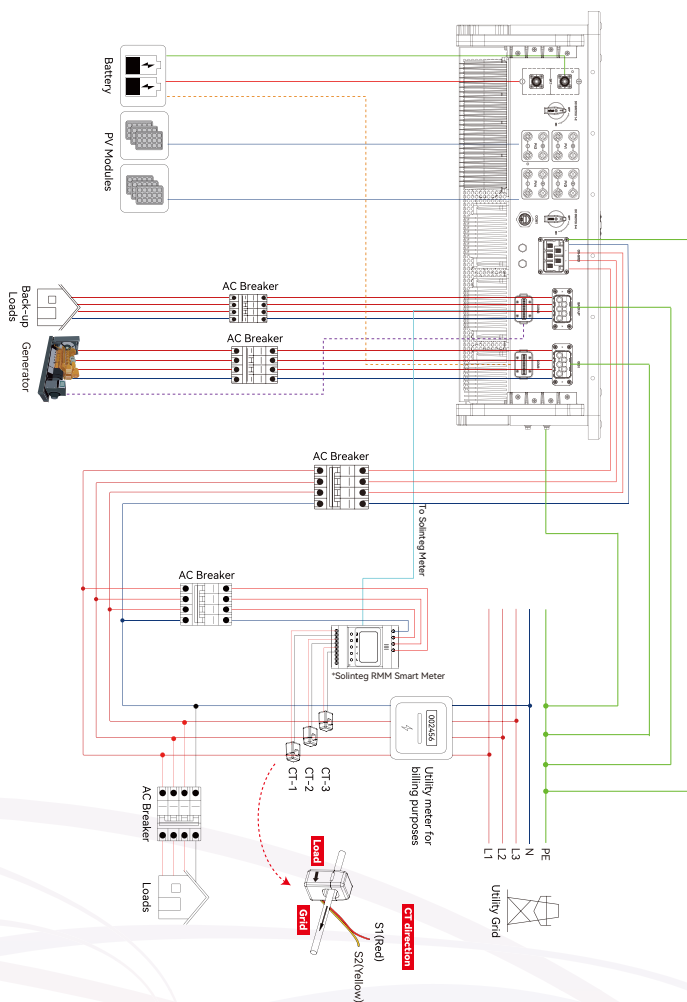 Battery
PV Modules
Back-up
Loads
Generator
AC Breaker
AC Breaker
AC Breaker
To Solinteg Meter
AC Breaker
*Solinteg RMM Smart Meter
002456
CT-1
CT-2
CT-3
Utility meter for
billing purposes
AC Breaker
Loads
L1
L2
L3
N
PE
Utility Grid
Load
Grid
CT direction
S1(Red)
S2(Yellow)